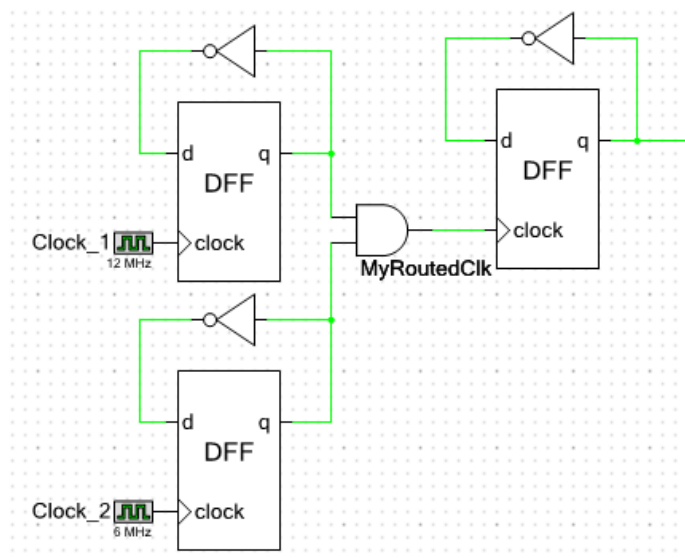 d q
DFF
Clock_1 clock
12 MHz
d q
DFF
clock
MyRoutedClk
d q
DFF
Clock_2 clock
6 MHz